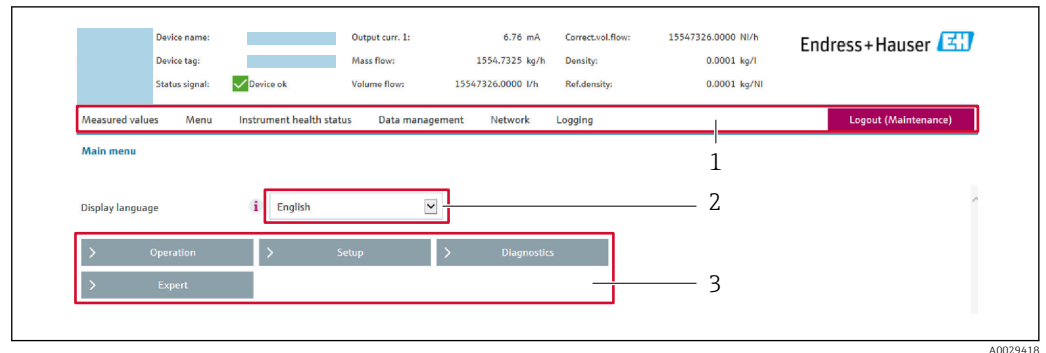 Device name: Output curr. 1: 6.76 mA Correct.vol.flow: 15547326.0000 Nl/h
Endress+Hauser EH
Device tag: Mass flow: 1554.7325 kg/h Density: 0.0001 kg/l
Status signal: Device ok Volume flow: 15547326.0000 l/h Ref.density: 0.0001 kg/Nl
Measured values Menu Instrument health status Data management Network Logging Logout (Maintenance)
1
Main menu
Display language i English 2
> Operation > Setup > Diagnostics
> Expert 3
A0029418